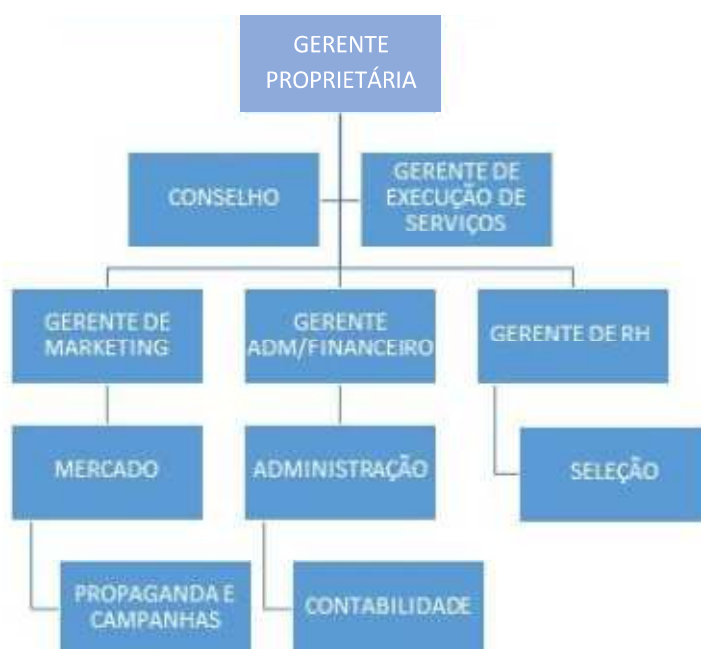 GERENTE
PROPRIETÁRIA
CONSELHO
GERENTE DE
EXECUÇÃO DE
SERVIÇOS
GERENTE DE
MARKETING
GERENTE
ADM/FINANCEIRO
GERENTE DE RH
MERCADO
ADMINISTRAÇÃO
SELEÇÃO
PROPAGANDA E
CAMPANHAS
CONTABILIDADE